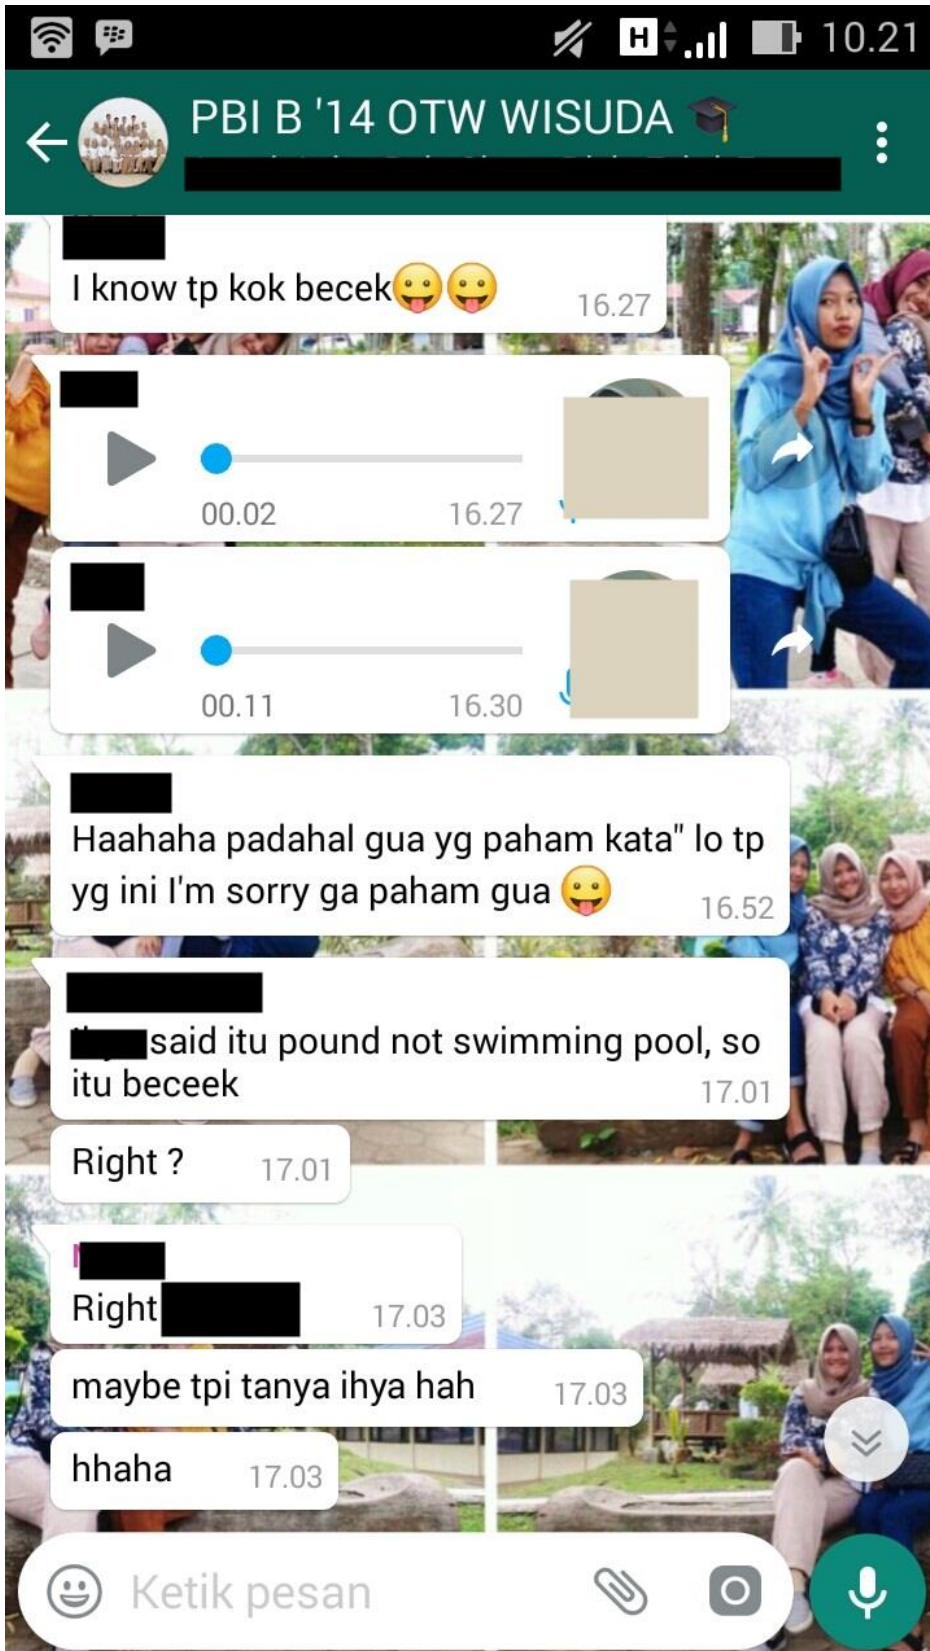 10.21
PBI B '14 OTW WISUDA 🎓
I know tp kok becek😛😛
16.27
00.02 16.27
00.11 16.30
Haahaha padahal gua yg paham kata" lo tp
yg ini I'm sorry ga paham gua 😛
16.52
said itu pound not swimming pool, so
itu beceek
17.01
Right ? 17.01
Right
17.03
maybe tpi tanya ihya hah 17.03
hhaha 17.03
Ketik pesan